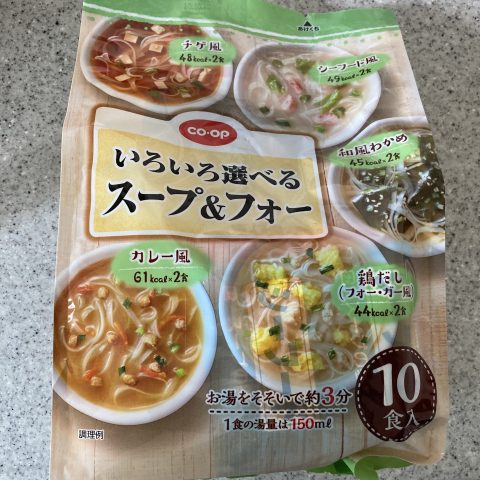 あけくち
チゲ風
48kcal×2食
シーフード風
49kcal×2食
co・op
和風わかめ
45kcal×2食
いろいろ選べる
スープ&フォー
カレー風
61kcal×2食
鶏だし
(フォー・ガー風)
44kcal×2食
お湯をそそいで約3分
1食の湯量は150ml
10
食入
調理例